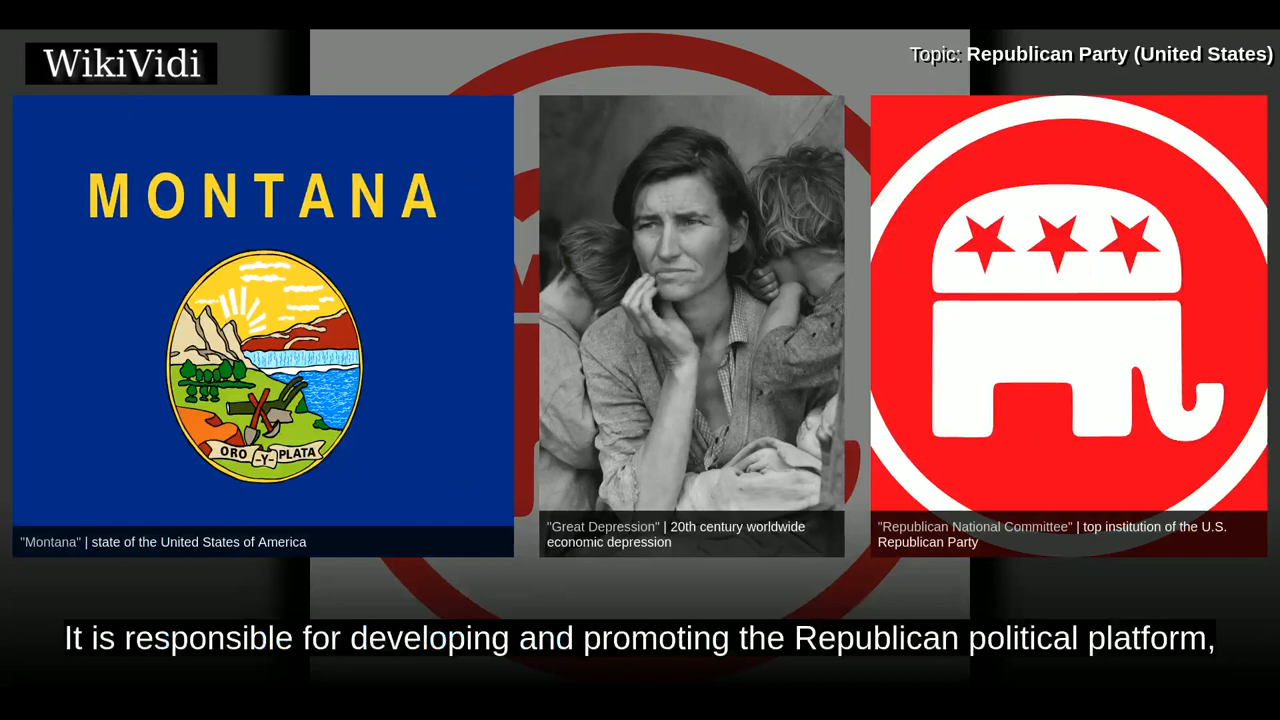 WikiVidi
Topic: Republican Party (United States)
MONTANA
ORO -Y- PLATA
"Montana" | state of the United States of America
"Great Depression" | 20th century worldwide
economic depression
"Republican National Committee" | top institution of the U.S.
Republican Party
It is responsible for developing and promoting the Republican political platform,